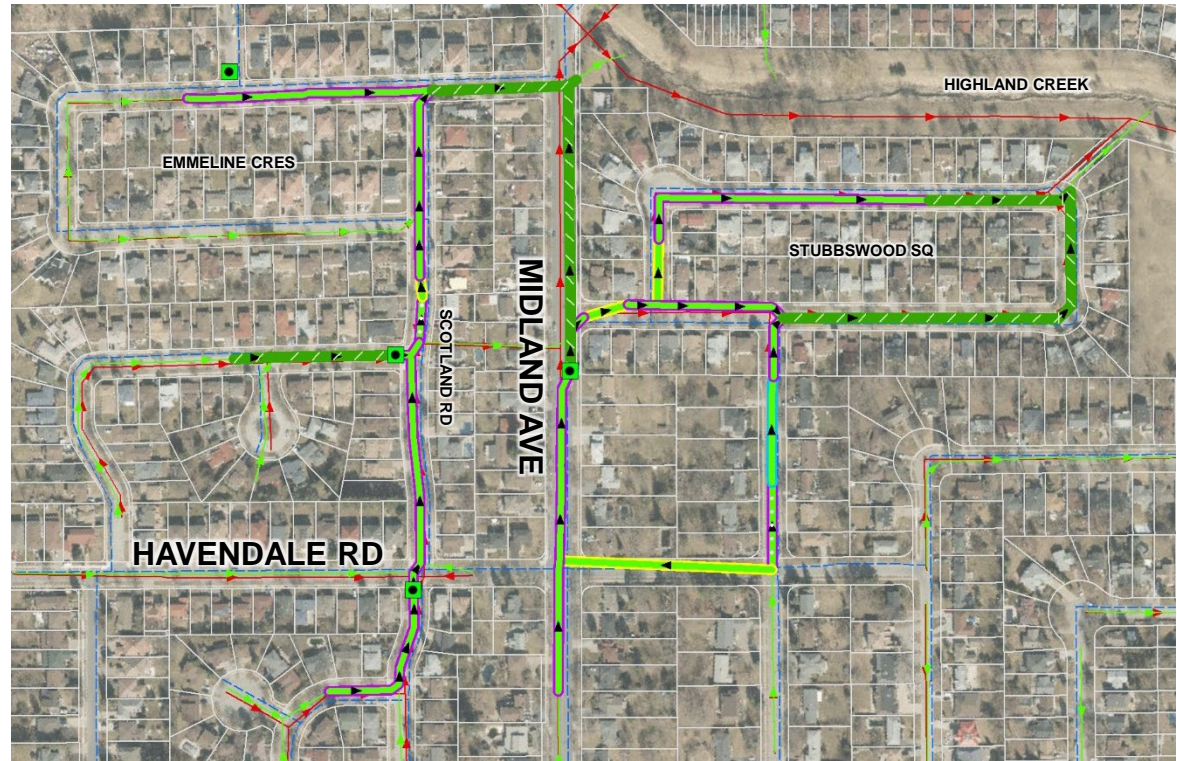 HIGHLAND CREEK
EMMELINE CRES
STUBBSWOOD SQ
MIDLAND AVE
SCOTLAND RD
HAVENDALE RD